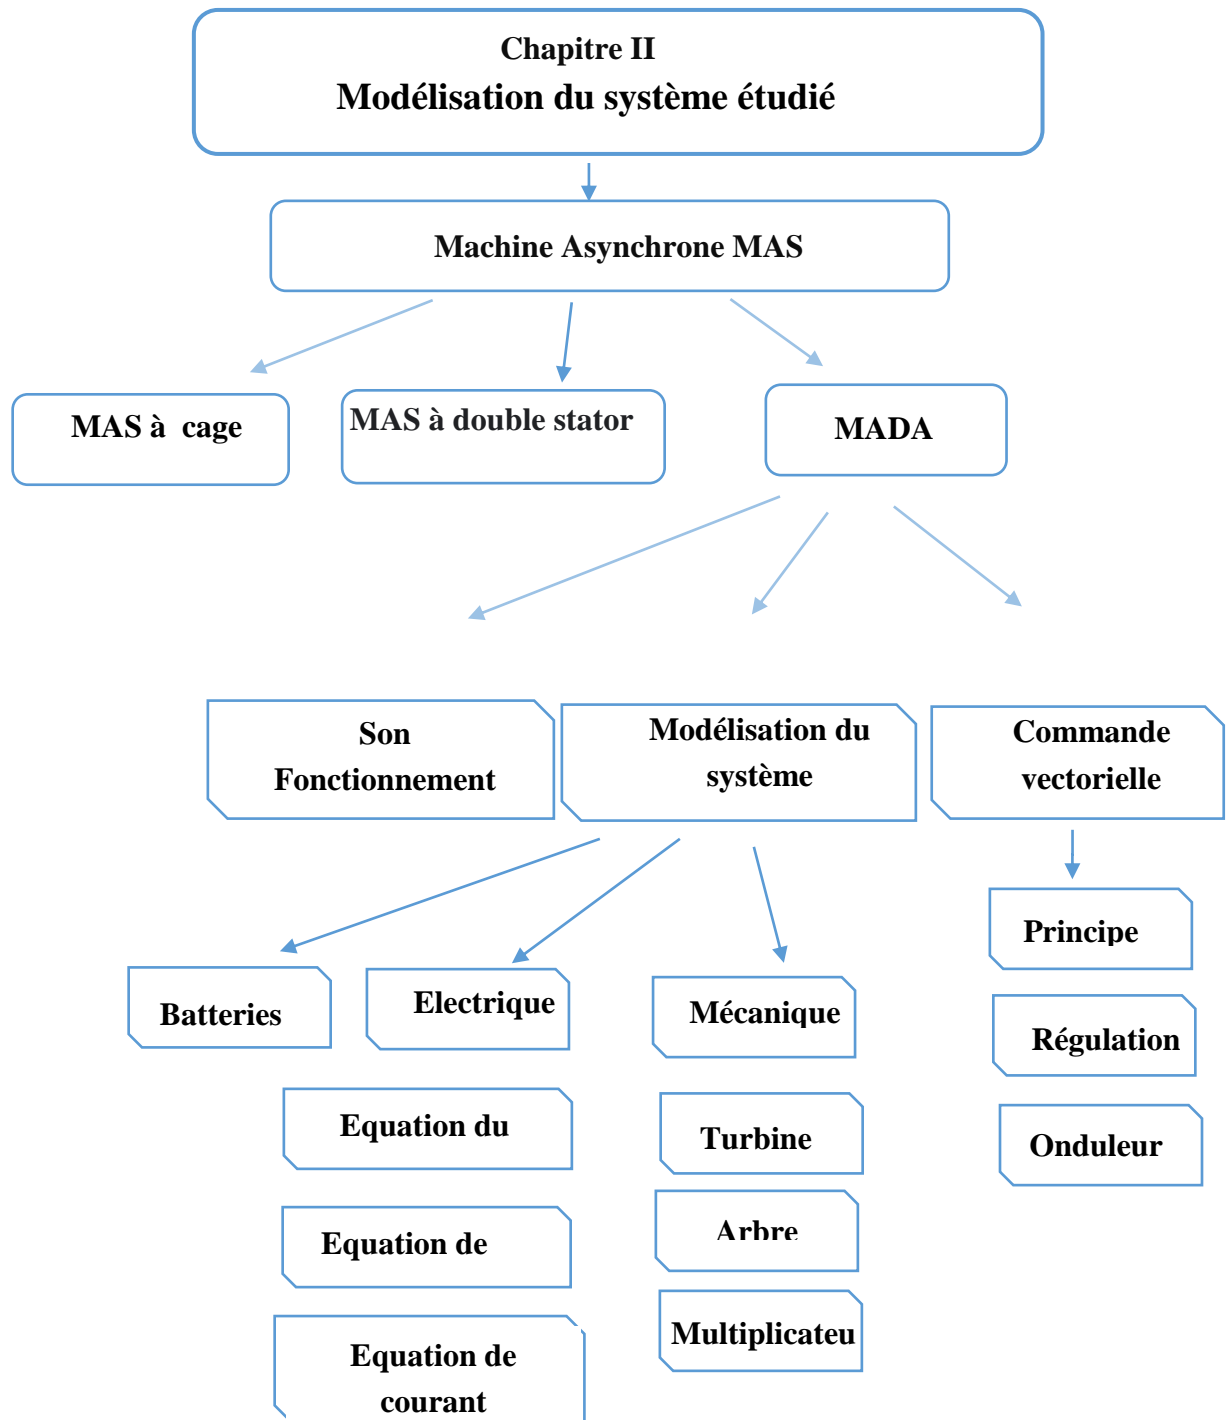 Chapitre II
Modélisation du système étudié
Machine Asynchrone MAS
MAS à cage
MAS à double stator
MADA
Son
Fonctionnement
Modélisation du
système
Commande
vectorielle
Batteries
Electrique
Mécanique
Principe
Régulation
Onduleur
Equation du
Turbine
Equation de
Arbre
Equation de
courant
Multiplicateu